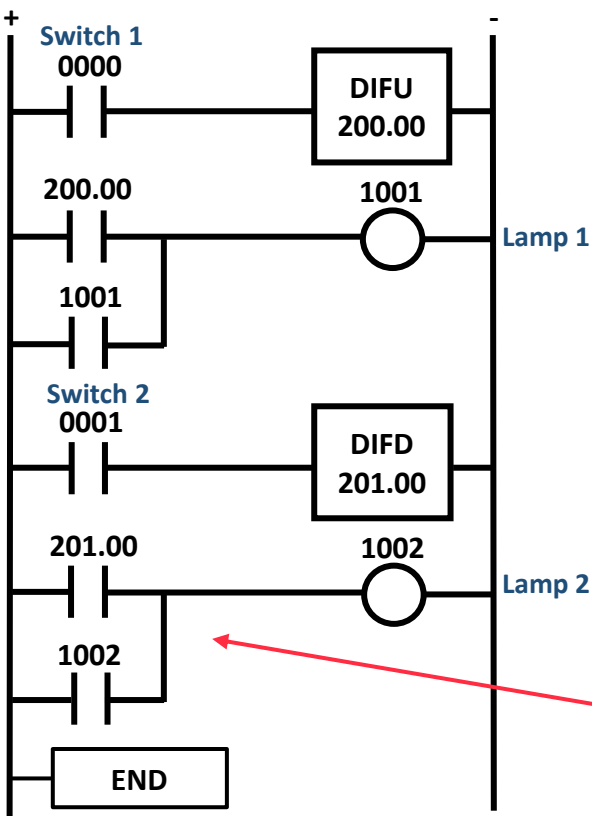 + -
Switch 1
0000
DIFU
200.00
200.00
1001
Lamp 1
1001
Switch 2
0001
DIFD
201.00
201.00
1002
Lamp 2
1002
END